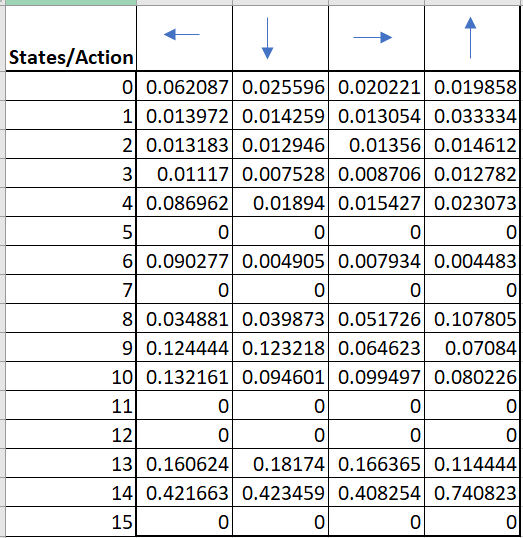 States/Action ← ↓ → ↑
0 0.062087 0.025596 0.020221 0.019858
1 0.013972 0.014259 0.013054 0.033334
2 0.013183 0.012946 0.01356 0.014612
3 0.01117 0.007528 0.008706 0.012782
4 0.086962 0.01894 0.015427 0.023073
5 0 0 0 0
6 0.090277 0.004905 0.007934 0.004483
7 0 0 0 0
8 0.034881 0.039873 0.051726 0.107805
9 0.124444 0.123218 0.064623 0.07084
10 0.132161 0.094601 0.099497 0.080226
11 0 0 0 0
12 0 0 0 0
13 0.160624 0.18174 0.166365 0.114444
14 0.421663 0.423459 0.408254 0.740823
15 0 0 0 0